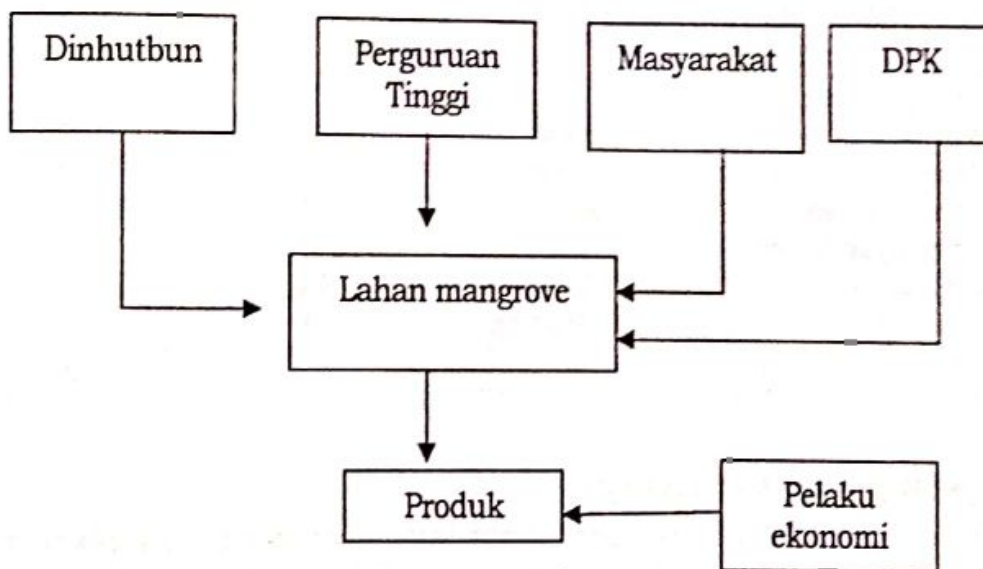 Dinhutbun
Perguruan
Tinggi
Masyarakat
DPK
Lahan mangrove
Produk
Pelaku
ekonomi